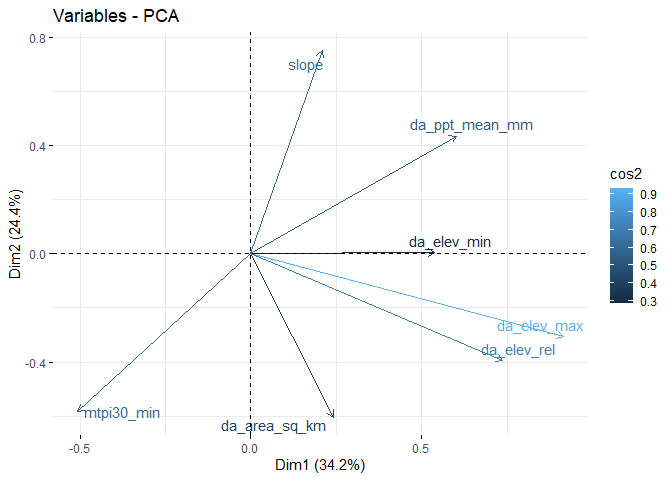 Variables - PCA
0.8
slope
da_ppt_mean_mm
0.4
cos2
0.9
0.8
0.7
0.6
0.5
0.4
0.3
Dim2 (24.4%)
da_elev_min
0.0
da_elev_max
da_elev_rel
-0.4
mtpi30_min
da_area_sq_km
-0.5
0.0
0.5
Dim1 (34.2%)